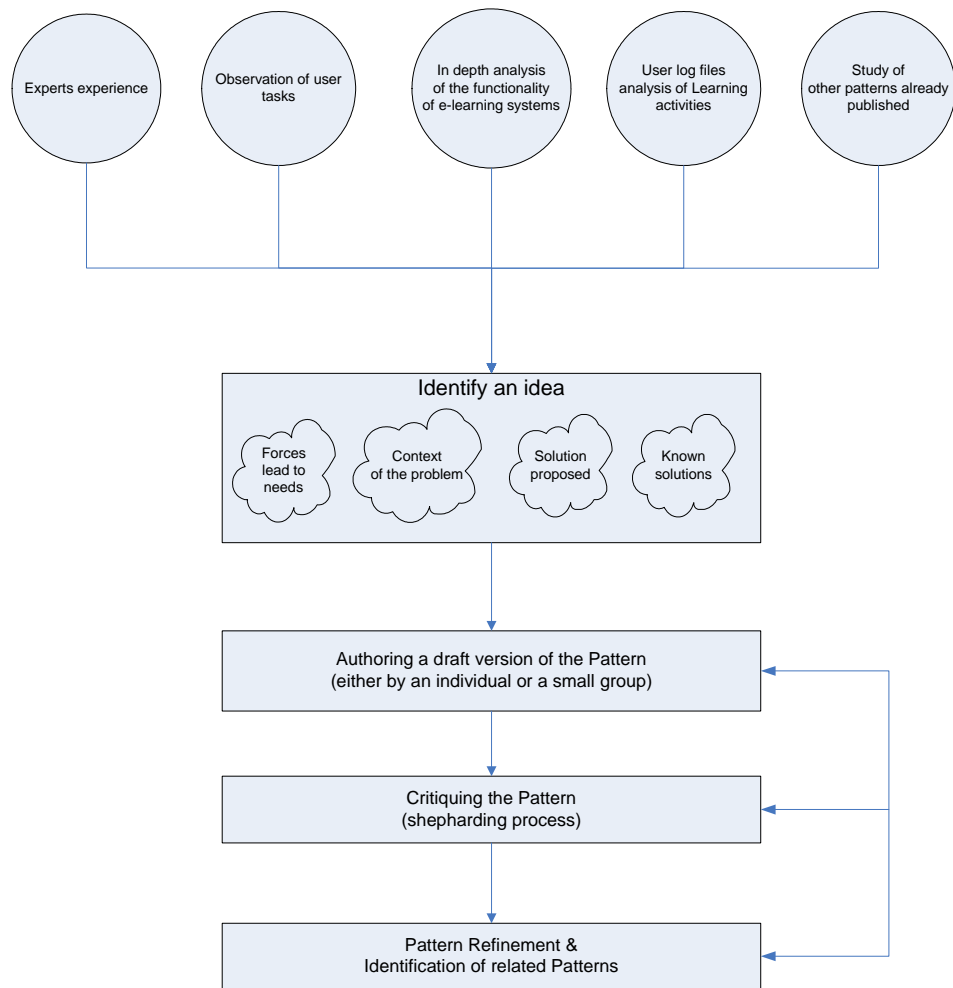 Experts experience
Observation of user
tasks
In depth analysis
of the functionality
of e-learning systems
User log files
analysis of Learning
activities
Study of
other patterns already
published
Identify an idea
Forces
lead to
needs
Context
of the problem
Solution
proposed
Known
solutions
Authoring a draft version of the Pattern
(either by an individual or a small group)
Critiquing the Pattern
(shepharding process)
Pattern Refinement &
Identification of related Patterns